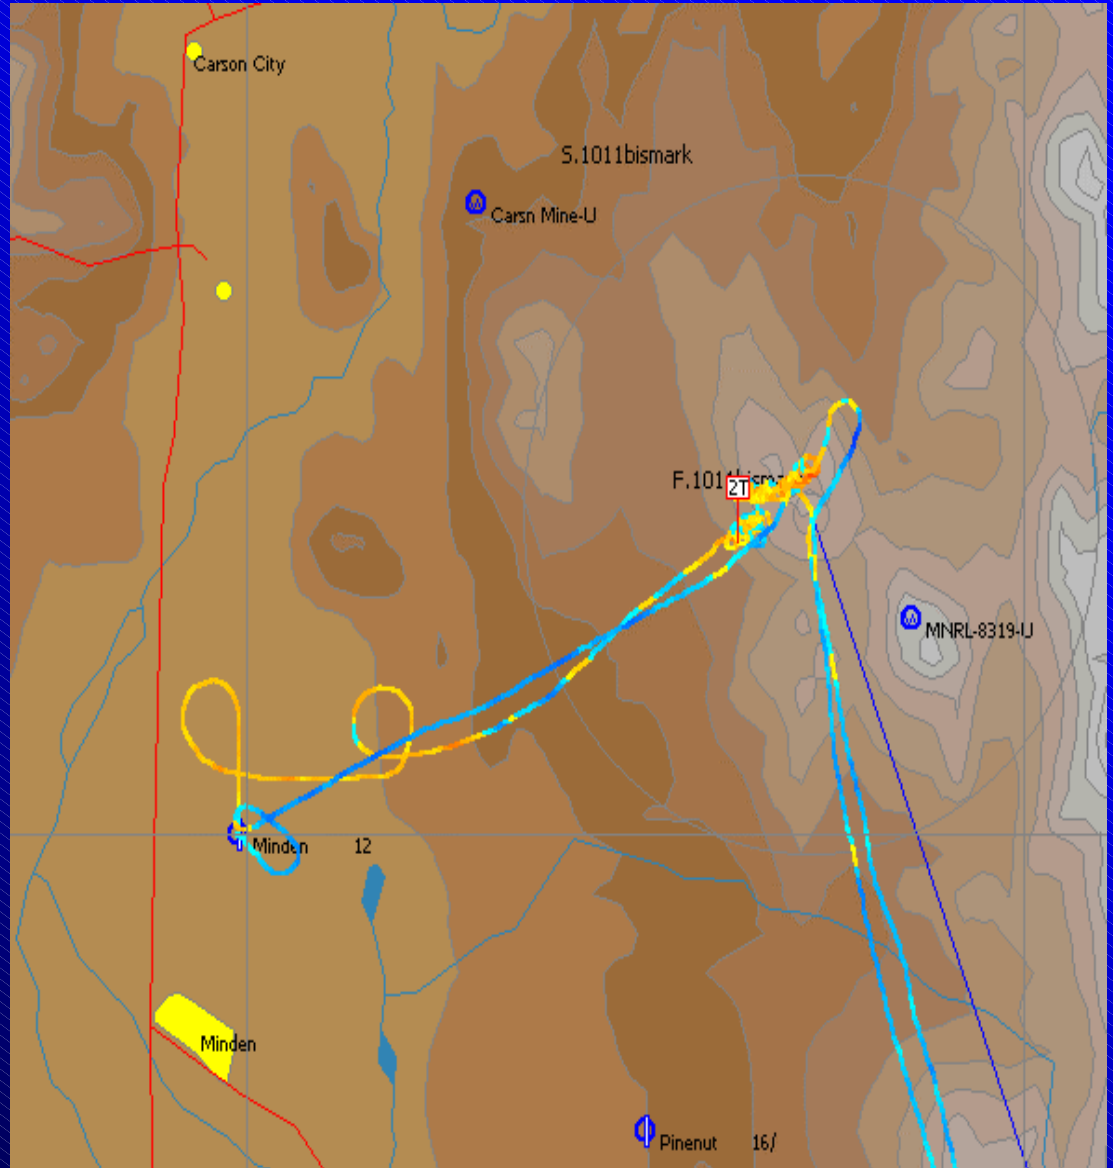 Carson City
S.1011bismark
Carsn Mine-U
2T
MNRL-8319-U
Minden 12
Minden
Pinenut 16/